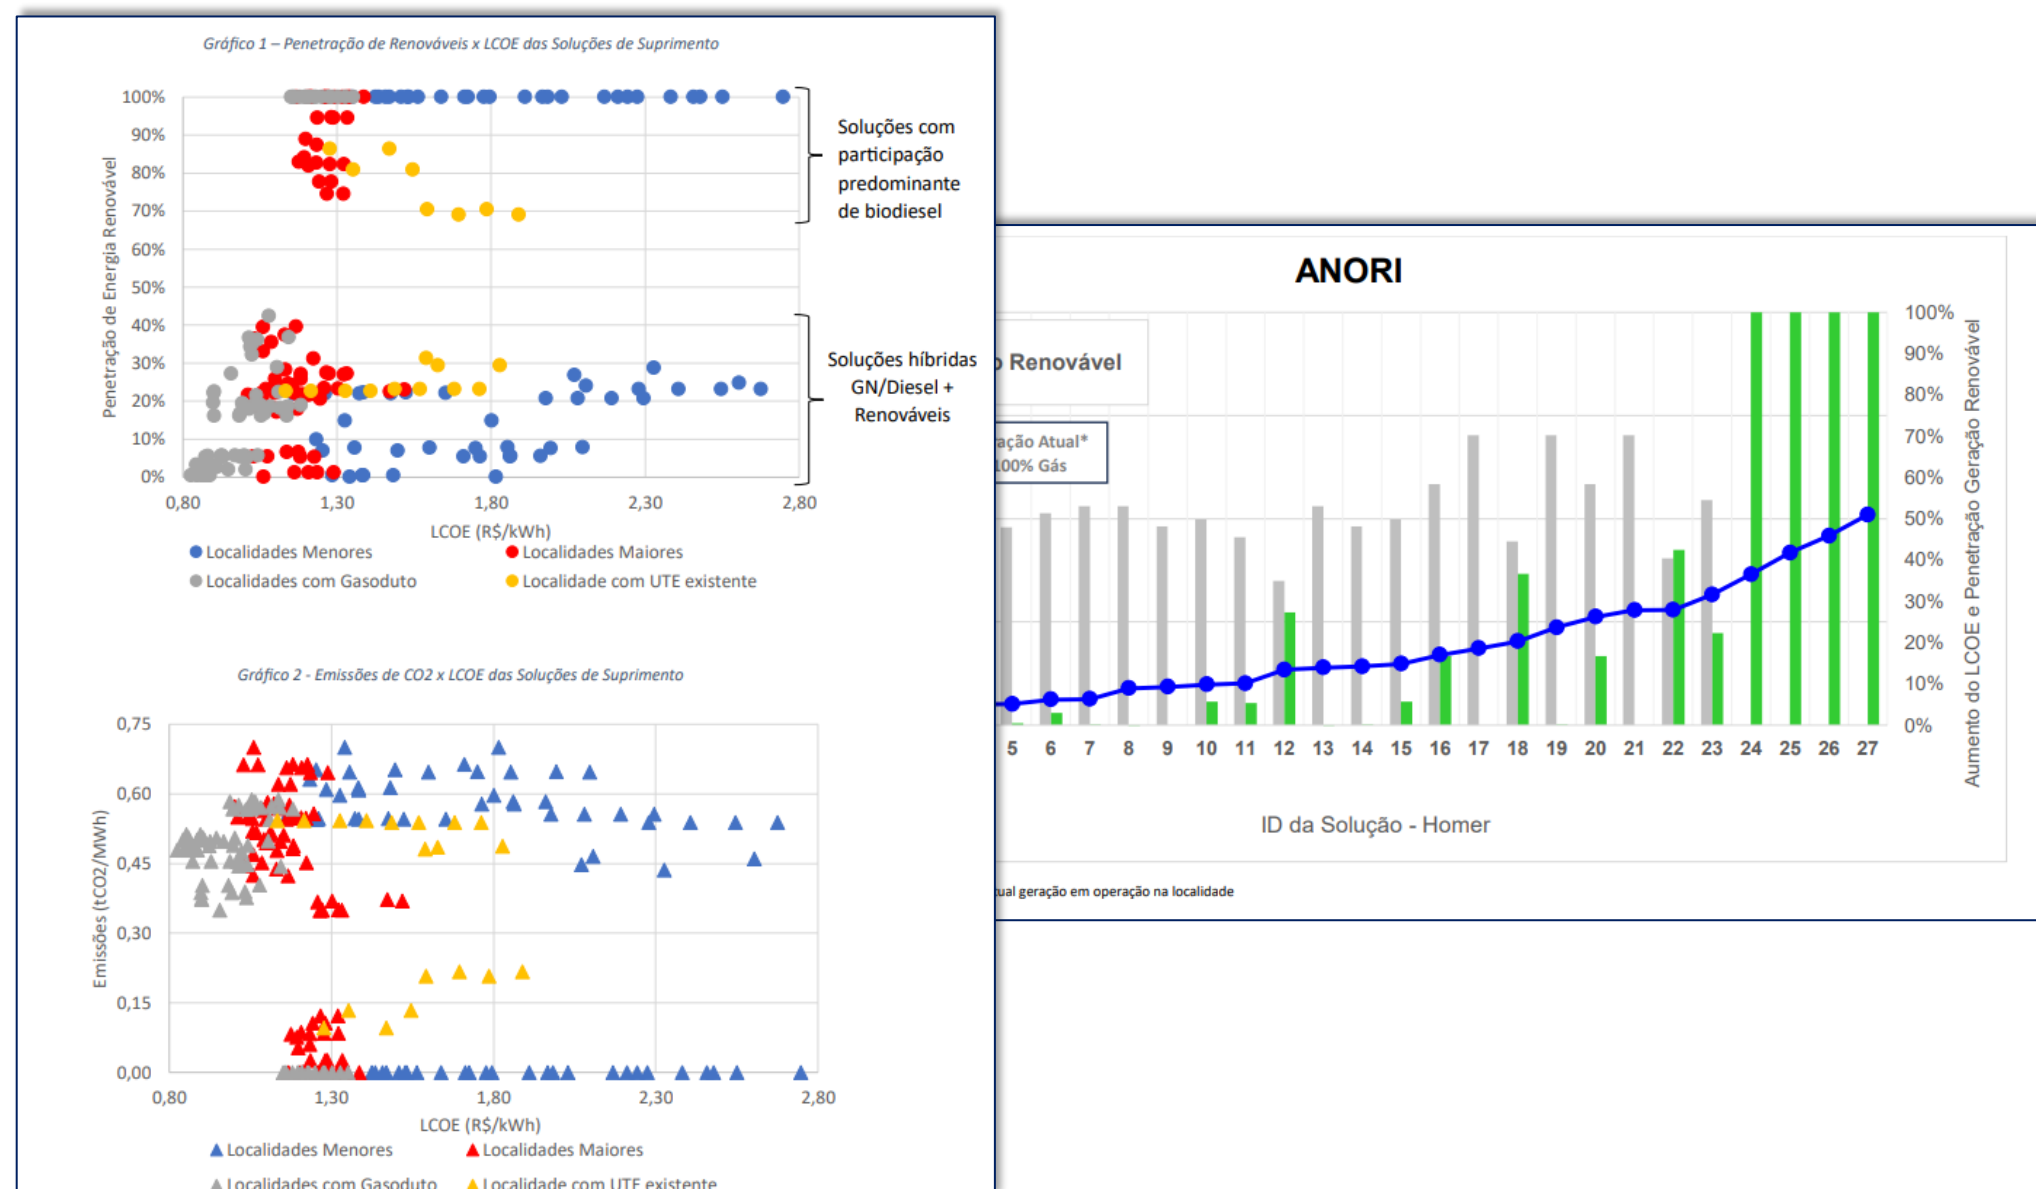 Gráfico 1 – Penetração de Renováveis x LCOE das Soluções de Suprimento
100%
90%
80%
70%
60%
50%
40%
30%
20%
10%
0%
Penetração de Energia Renovável
0,80 1,30 1,80 2,30 2,80
LCOE (R$/kWh)
Localidades Menores
Localidades Maiores
Localidades com Gasoduto
Localidade com UTE existente
Soluções com
participação
predominante
de biodiesel
Soluções híbridas
GN/Diesel +
Renováveis
Gráfico 2 - Emissões de CO2 x LCOE das Soluções de Suprimento
0,75
0,60
0,45
0,30
0,15
0,00
Emissões (tCO2/MWh)
0,80 1,30 1,80 2,30 2,80
LCOE (R$/kWh)
Localidades Menores
Localidades Maiores
Localidades com Gasoduto
Localidade com UTE existente
ANORI
o Renovável
ração Atual*
100% Gás
100%
90%
80%
70%
60%
50%
40%
30%
20%
10%
0%
Aumento do LCOE e Penetração Geração Renovável
5 6 7 8 9 10 11 12 13 14 15 16 17 18 19 20 21 22 23 24 25 26 27
ID da Solução - Homer
ual geração em operação na localidade